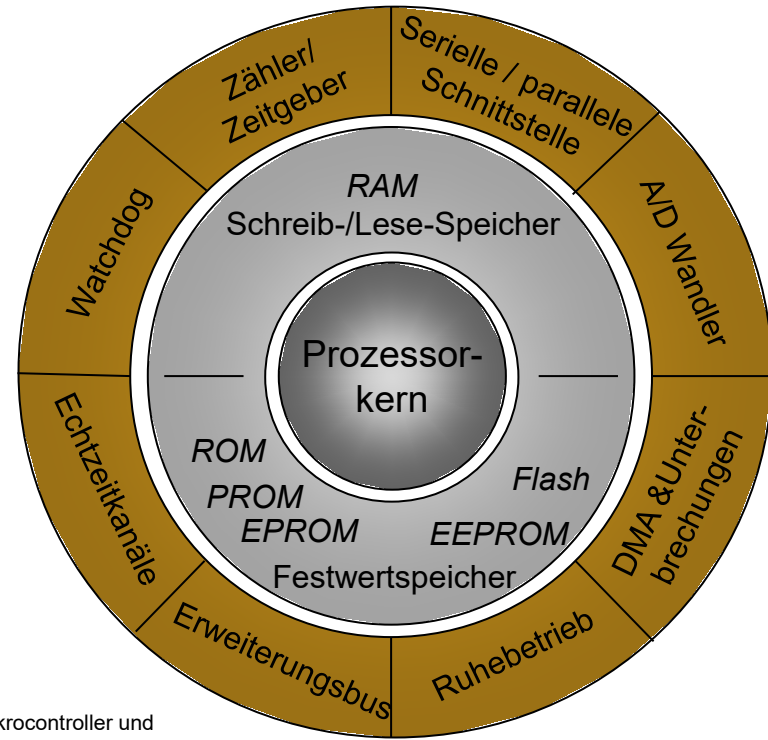 Zähler/
Zeitgeber
Serielle / parallele
Schnittstelle
Watchdog
A/D Wandler
RAM
Schreib-/Lese-Speicher
Prozessor-
kern
ROM
PROM
EPROM
Flash
EEPROM
Festwertspeicher
Echtzeitkanäle
DMA &Unter-
brechungen
Erweiterungsbus
Ruhebetrieb
krocontroller und